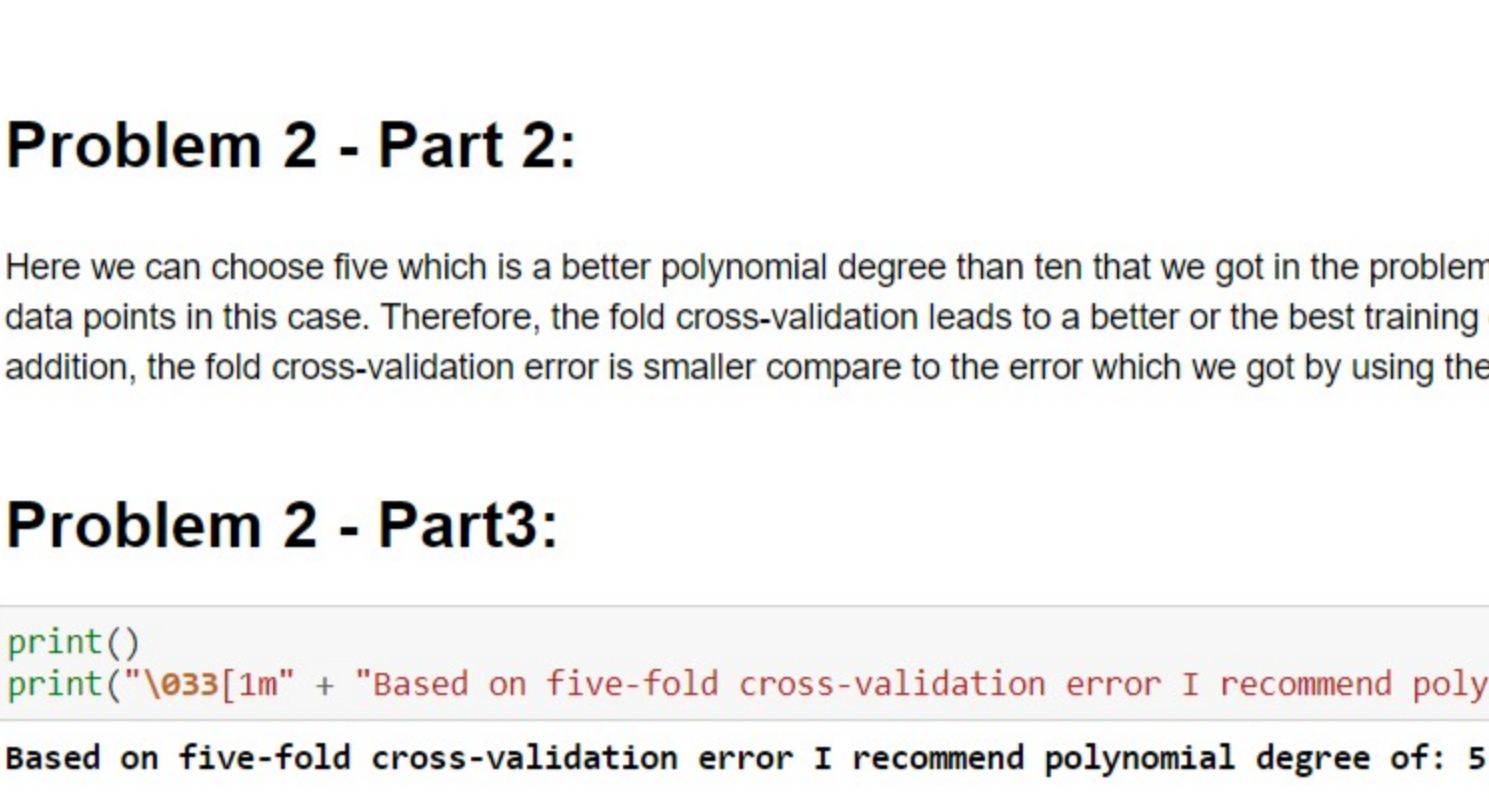 Problem 2 - Part 2:
Here we can choose five which is a better polynomial degree than ten that we got in the problem
data points in this case. Therefore, the fold cross-validation leads to a better or the best training
addition, the fold cross-validation error is smaller compare to the error which we got by using the
Problem 2 - Part3:
print()
print("\033[1m" + "Based on five-fold cross-validation error I recommend poly
Based on five-fold cross-validation error I recommend polynomial degree of: 5